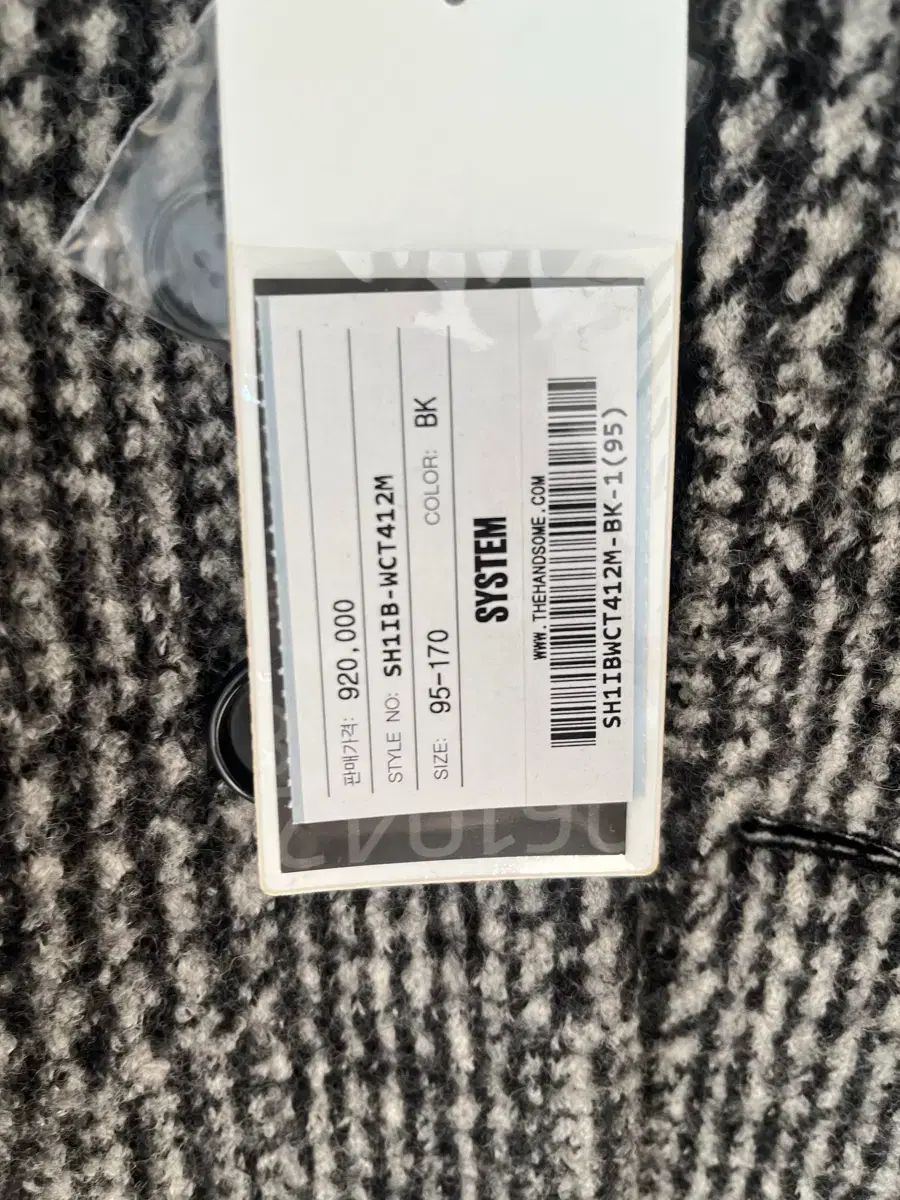 판매가격: 920,000
STYLE NO: SH1IB-WCT412M
SIZE: 95-170 COLOR: BK
SYSTEM
WWW.THEHANDSOME.COM
SH1IBWCT412M-BK-1(95)